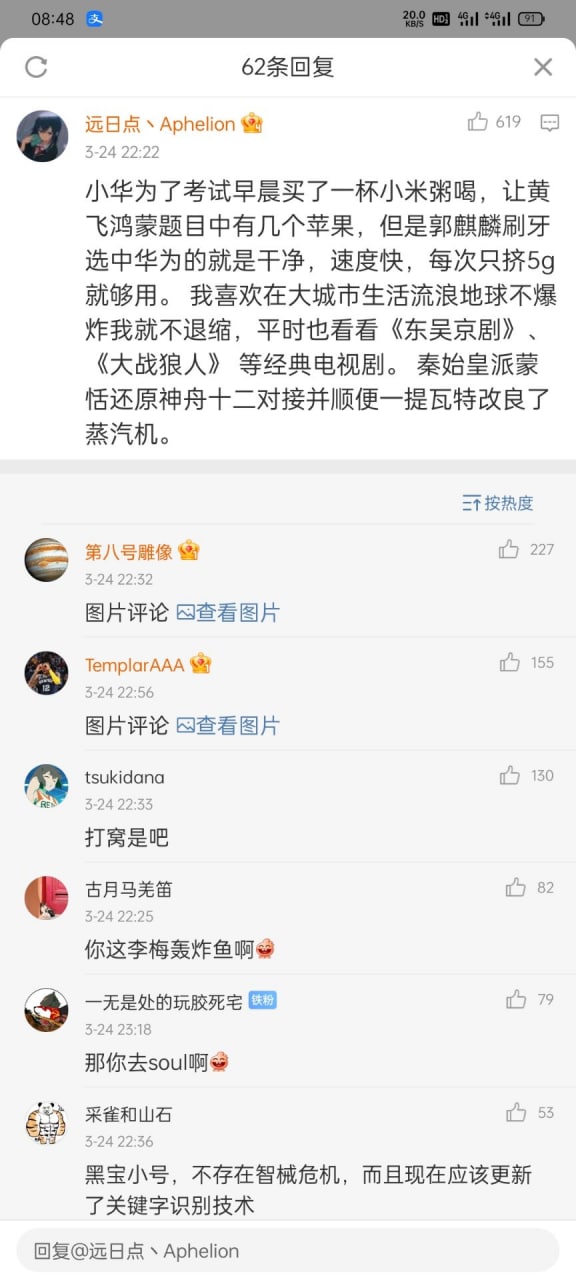 08:48
20.0 KB/S HD 4G 4G 91
62条回复
远日点丶Aphelion
619
3-24 22:22
小华为了考试早晨买了一杯小米粥喝，让黄
飞鸿蒙题目中有几个苹果，但是郭麒麟刷牙
选中华为的就是干净，速度快，每次只挤5g
就够用。 我喜欢在大城市生活流浪地球不爆
炸我就不退缩，平时也看看《东吴京剧》、
《大战狼人》 等经典电视剧。 秦始皇派蒙
恬还原神舟十二对接并顺便一提瓦特改良了
蒸汽机。
按热度
第八号雕像
227
3-24 22:32
图片评论 查看图片
TemplarAAA
155
3-24 22:56
图片评论 查看图片
tsukidana
130
3-24 22:33
打窝是吧
古月马羌笛
82
3-24 22:25
你这李梅轰炸鱼啊
一无是处的玩胶死宅 铁粉
79
3-24 23:18
那你去soul啊
采雀和山石
53
3-24 22:36
黑宝小号，不存在智械危机，而且现在应该更新
了关键字识别技术
回复@远日点丶Aphelion